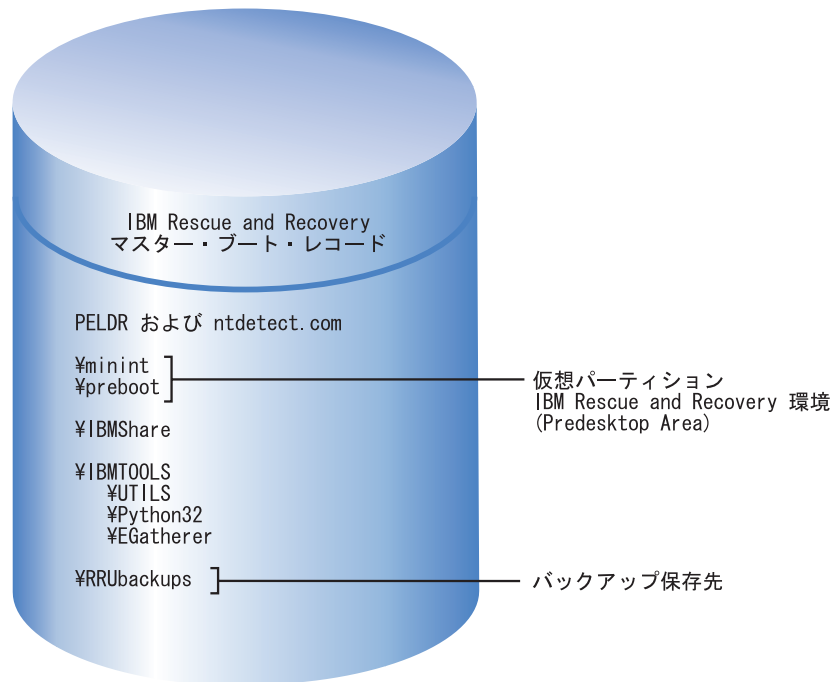 IBM Rescue and Recovery
マスター・ブート・レコード
PELDR および ntdetect.com
¥minint
¥preboot
仮想パーティション
IBM Rescue and Recovery 環境
(Predesktop Area)
¥IBMShare
¥IBMTOOLS
¥UTILS
¥Python32
¥EGatherer
¥RRUbackups
バックアップ保存先